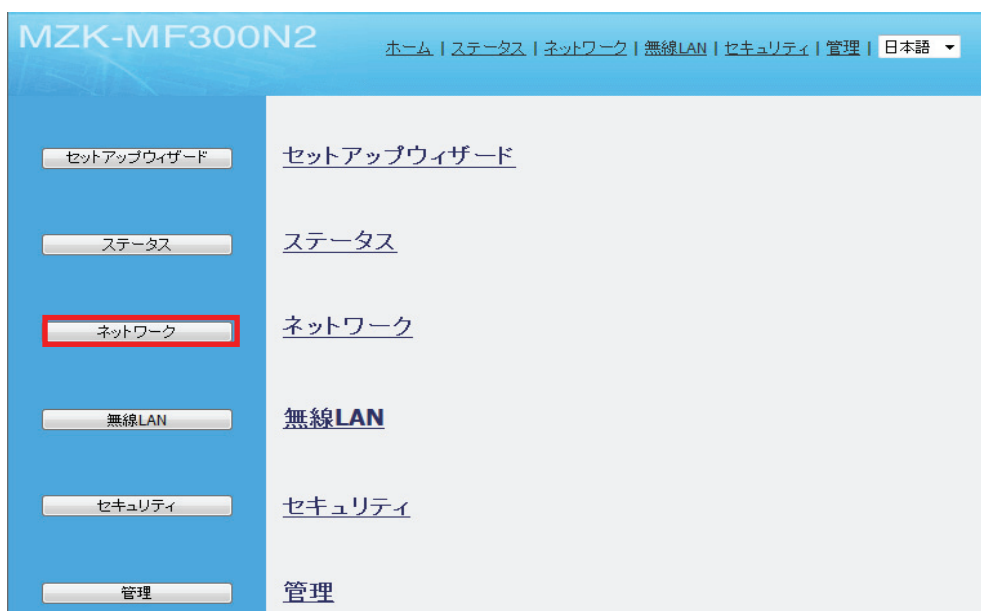 MZK-MF300N2
ホーム | ステータス | ネットワーク | 無線LAN | セキュリティ | 管理 | 日本語
セットアップウィザード セットアップウィザード
ステータス ステータス
ネットワーク ネットワーク
無線LAN 無線LAN
セキュリティ セキュリティ
管理 管理